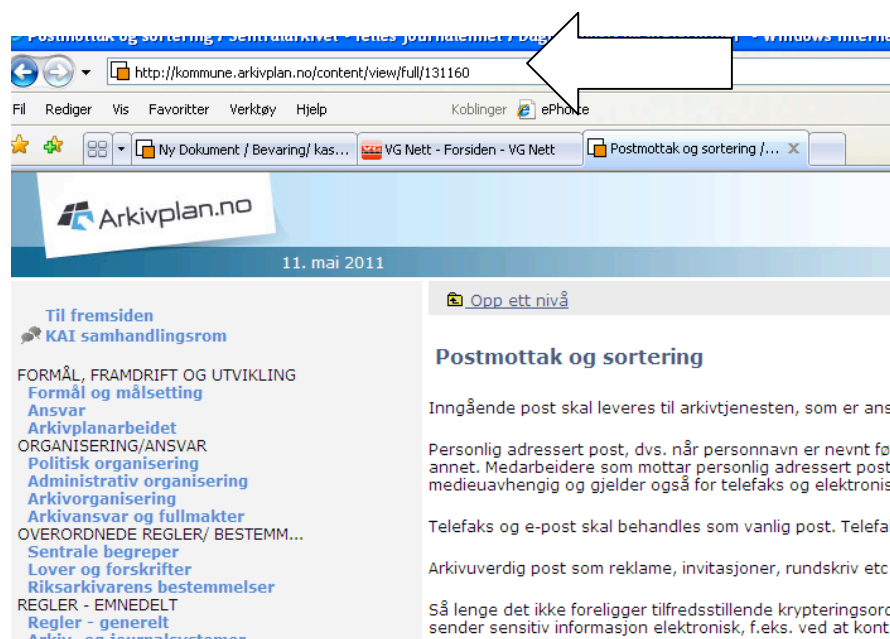 Postmottak og sortering / Sentralarkivet - felles journalenhet / Dag
http://kommune.arkivplan.no/content/view/full/131160
Fil Rediger Vis Favoritter Verktøy Hjelp Koblinger ePhorte
Ny Dokument / Bevaring/ kas... VG Nett - Forsiden - VG Nett Postmottak og sortering /...
Arkivplan.no
11. mai 2011
Til fremsiden
KAI samhandlingsrom
FORMÅL, FRAMDRIFT OG UTVIKLING
Formål og målsetting
Ansvar
Arkivplanarbeidet
ORGANISERING/ANSVAR
Politisk organisering
Administrativ organisering
Arkivorganisering
Arkivansvar og fullmakter
OVERORDNEDE REGLER/ BESTEMM...
Sentrale begreper
Lover og forskrifter
Riksarkivarens bestemmelser
REGLER - EMNEDELT
Regler - generelt
Arkiv- og journalsystemer
Opp ett nivå
Postmottak og sortering
Inngående post skal leveres til arkivtjenesten, som er ans
Personlig adressert post, dvs. når personnavn er nevnt fø
annet. Medarbeidere som mottar personlig adressert post
medieuavhengig og gjelder også for telefaks og elektronis
Telefaks og e-post skal behandles som vanlig post. Telefa
Arkivuverdig post som reklame, invitasjoner, rundskriv etc
Så lenge det ikke foreligger tilfredsstillende krypteringsord
sender sensitiv informasjon elektronisk, f.eks. ved at kont